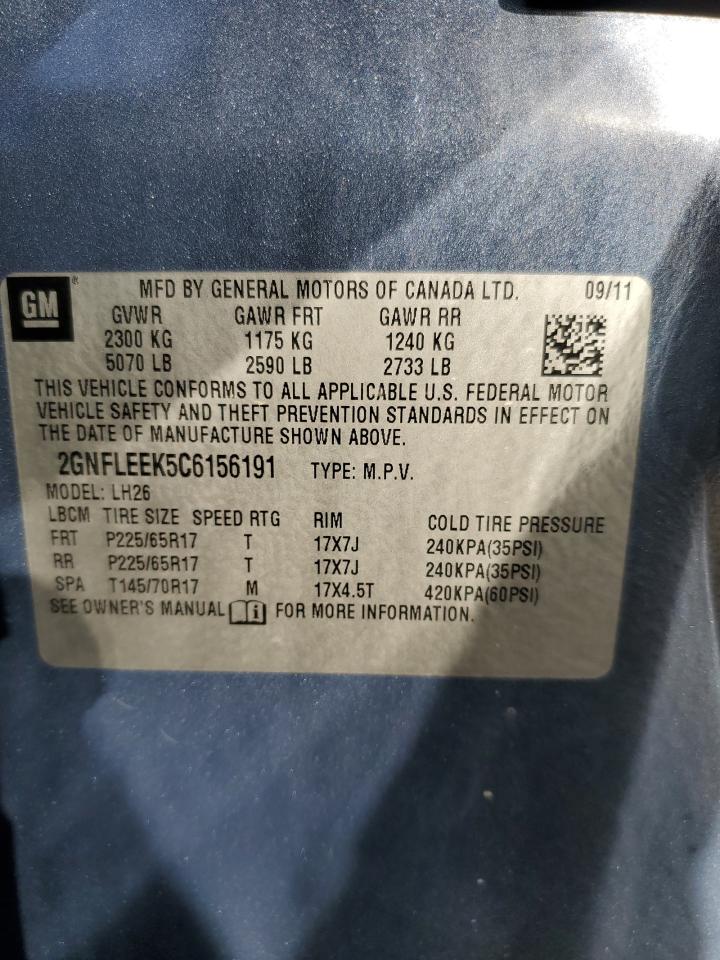 GM ® MFD BY GENERAL MOTORS OF CANADA LTD. 09/11
GVWR GAWR FRT GAWR RR
2300 KG 1175 KG 1240 KG
5070 LB 2590 LB 2733 LB
THIS VEHICLE CONFORMS TO ALL APPLICABLE U.S. FEDERAL MOTOR
VEHICLE SAFETY AND THEFT PREVENTION STANDARDS IN EFFECT ON
THE DATE OF MANUFACTURE SHOWN ABOVE.
2GNFLEEK5C6156191 TYPE: M.P.V.
MODEL: LH26
LBCM TIRE SIZE SPEED RTG RIM COLD TIRE PRESSURE
FRT P225/65R17 T 17X7J 240KPA(35PSI)
RR P225/65R17 T 17X7J 240KPA(35PSI)
SPA T145/70R17 M 17X4.5T 420KPA(60PSI)
SEE OWNER'S MANUAL i FOR MORE INFORMATION.